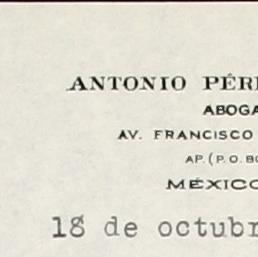 ANTONIO PÉR
ABOGA
AV. FRANCISCO
AP. (P. O. BO
MÉXICO
18 de octubr